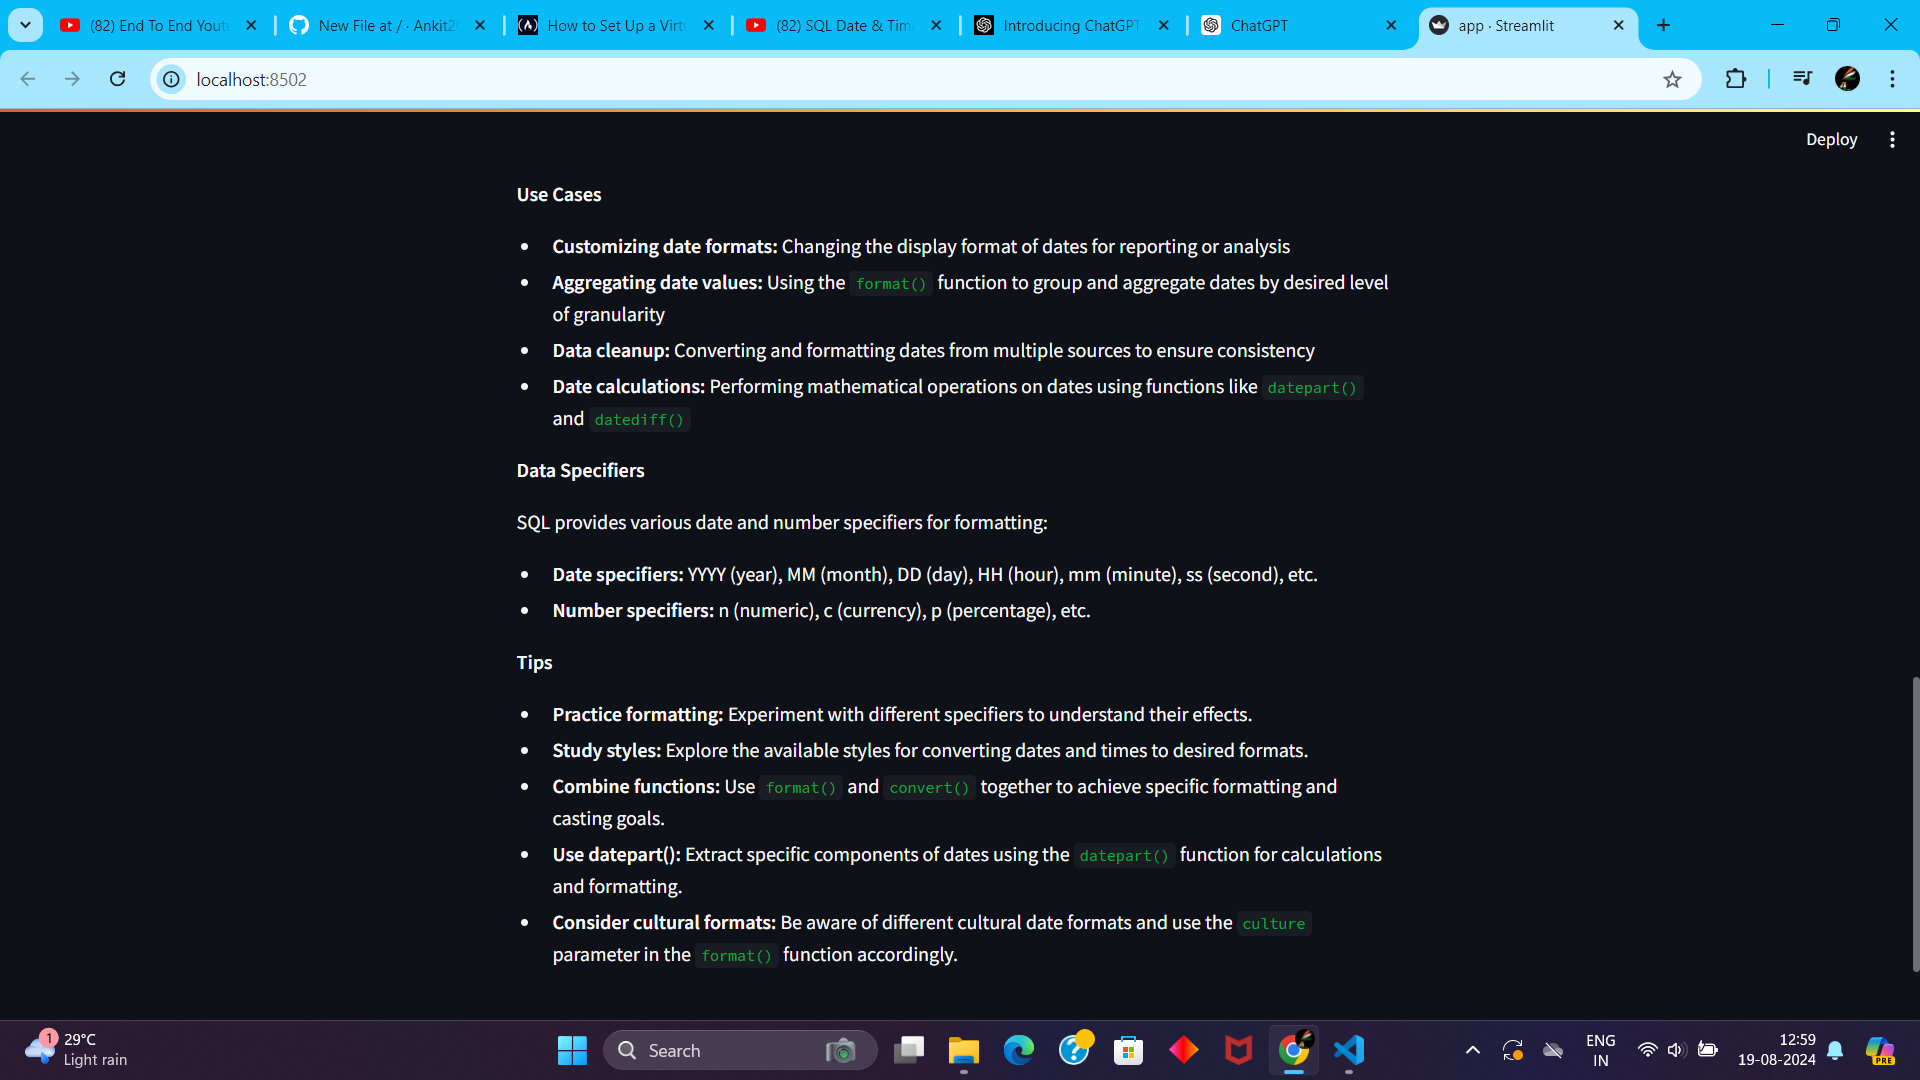 (82) End To End Yout
New File at / · Ankit2
How to Set Up a Virtu
(82) SQL Date & Time
Introducing ChatGPT
ChatGPT
app · Streamlit
localhost:8502
Deploy
Use Cases
Customizing date formats: Changing the display format of dates for reporting or analysis
Aggregating date values: Using the format() function to group and aggregate dates by desired level
of granularity
Data cleanup: Converting and formatting dates from multiple sources to ensure consistency
Date calculations: Performing mathematical operations on dates using functions like datepart()
and datediff()
Data Specifiers
SQL provides various date and number specifiers for formatting:
Date specifiers: YYYY (year), MM (month), DD (day), HH (hour), mm (minute), ss (second), etc.
Number specifiers: n (numeric), c (currency), p (percentage), etc.
Tips
Practice formatting: Experiment with different specifiers to understand their effects.
Study styles: Explore the available styles for converting dates and times to desired formats.
Combine functions: Use format() and convert() together to achieve specific formatting and
casting goals.
Use datepart(): Extract specific components of dates using the datepart() function for calculations
and formatting.
Consider cultural formats: Be aware of different cultural date formats and use the culture
parameter in the format() function accordingly.
1
29°C
Light rain
Search
ENG
IN
12:59
19-08-2024
PRE